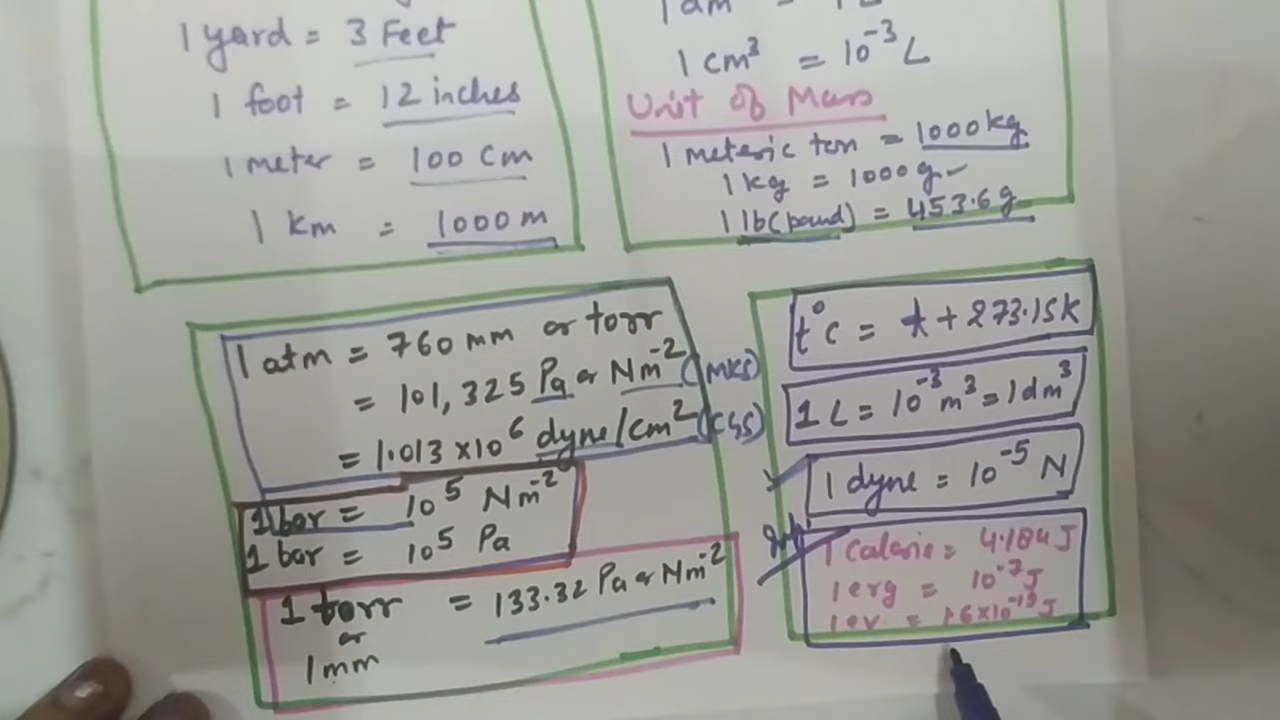 1 yard = 3 Feet
1 foot = 12 inches
1 meter = 100 Cm
1 km = 1000 m
1 dm = 1 L
1 cm³ = 10⁻³ L
Unit of Mass
1 meteric ton = 1000 kg
1 kg = 1000 g
1 lb (pound) = 453.6 g
1 atm = 760 mm or torr
= 101,325 Pa or Nm⁻² (MKS)
= 1.013 × 10⁶ dyne/cm² (CGS)
1 bar = 10⁵ Nm⁻²
1 bar = 10⁵ Pa
1 torr = 133.32 Pa or Nm⁻²
or
1 mm
t°C = t + 273.15 K
1 L = 10⁻³ m³ = 1 dm³
1 dyne = 10⁻⁵ N
1 Calorie = 4.184 J
1 erg = 10⁻⁷ J
1 ev = 1.6 × 10⁻¹⁹ J